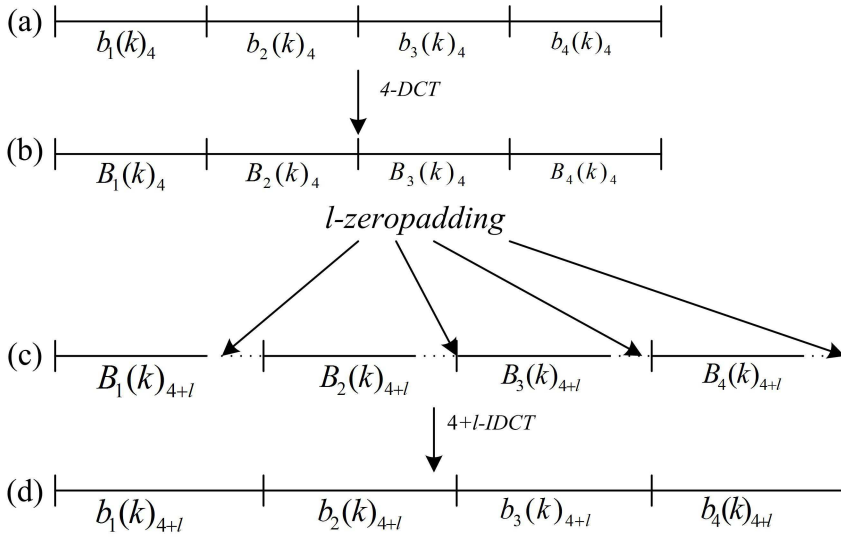 (a) b₁(k)₄ b₂(k)₄ b₃(k)₄ b₄(k)₄
4-DCT
(b) B₁(k)₄ B₂(k)₄ B₃(k)₄ B₄(k)₄
l-zeropadding
(c) B₁(k)₄₊ₗ B₂(k)₄₊ₗ B₃(k)₄₊ₗ B₄(k)₄₊ₗ
4+l-IDCT
(d) b₁(k)₄₊ₗ b₂(k)₄₊ₗ b₃(k)₄₊ₗ b₄(k)₄₊ₗ